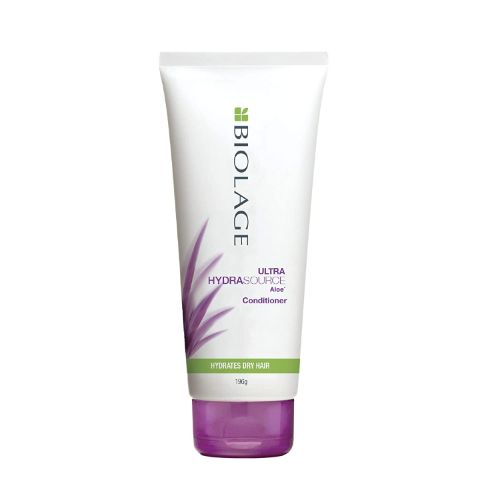 BIOLAGE
ULTRA
HYDRASOURCE
Aloe*
Conditioner
HYDRATES DRY HAIR
196g